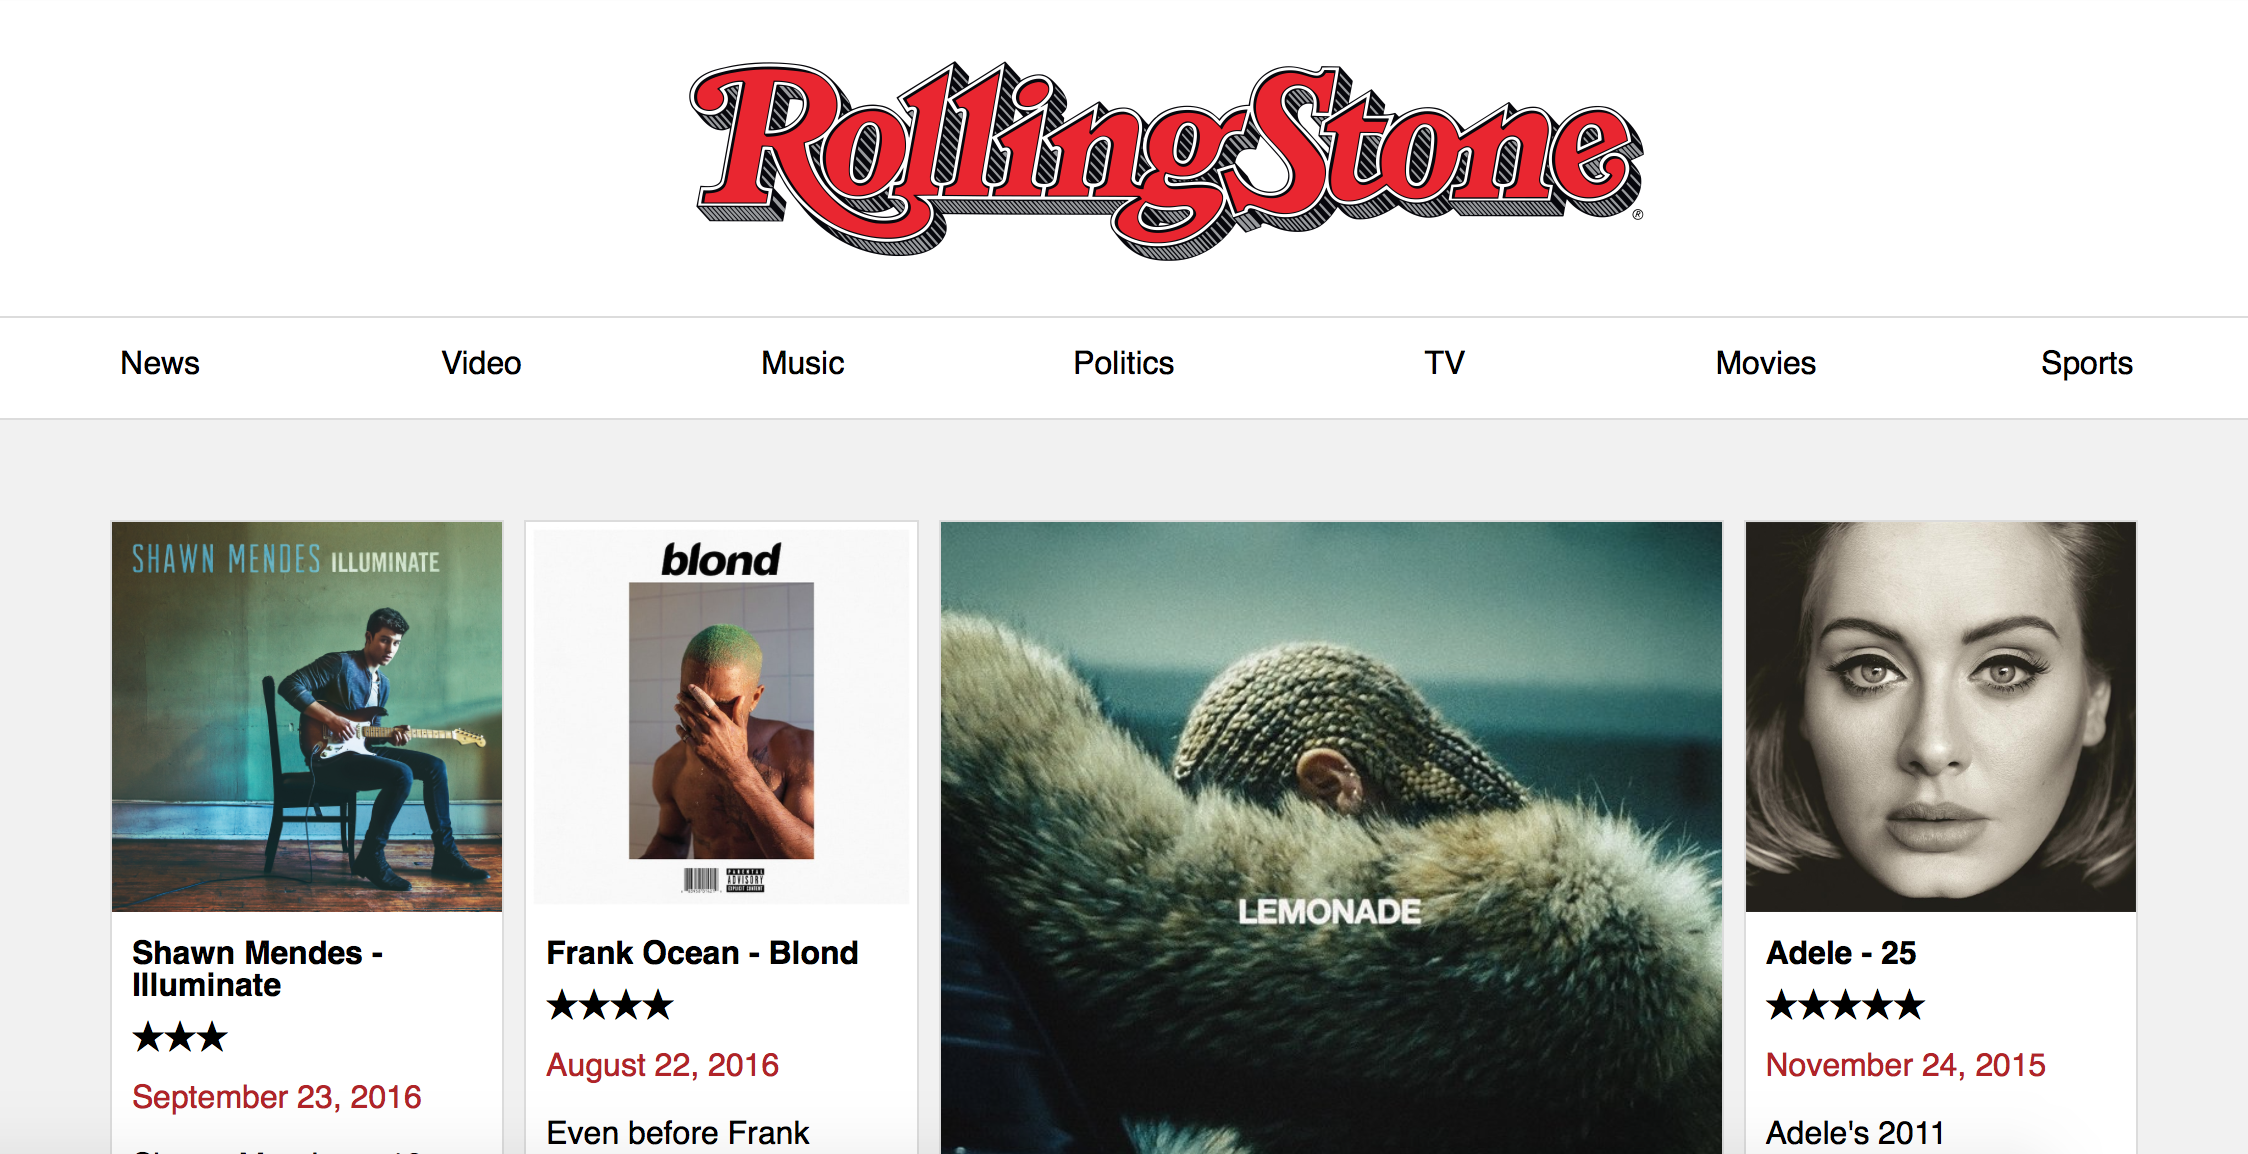 RollingStone
®
News
Video
Music
Politics
TV
Movies
Sports
SHAWN MENDES ILLUMINATE
Shawn Mendes -
Illuminate
★★★
September 23, 2016
blond
PARENTAL
ADVISORY
EXPLICIT CONTENT
Frank Ocean - Blond
★★★★
August 22, 2016
Even before Frank
LEMONADE
Adele - 25
★★★★★
November 24, 2015
Adele's 2011